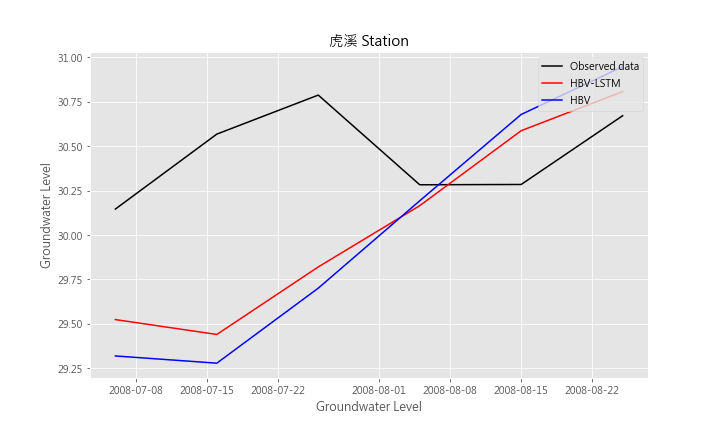 虎溪 Station
31.00
30.75
30.50
30.25
30.00
29.75
29.50
29.25
Groundwater Level
Observed data
HBV-LSTM
HBV
2008-07-08 2008-07-15 2008-07-22 2008-08-01 2008-08-08 2008-08-15 2008-08-22
Groundwater Level